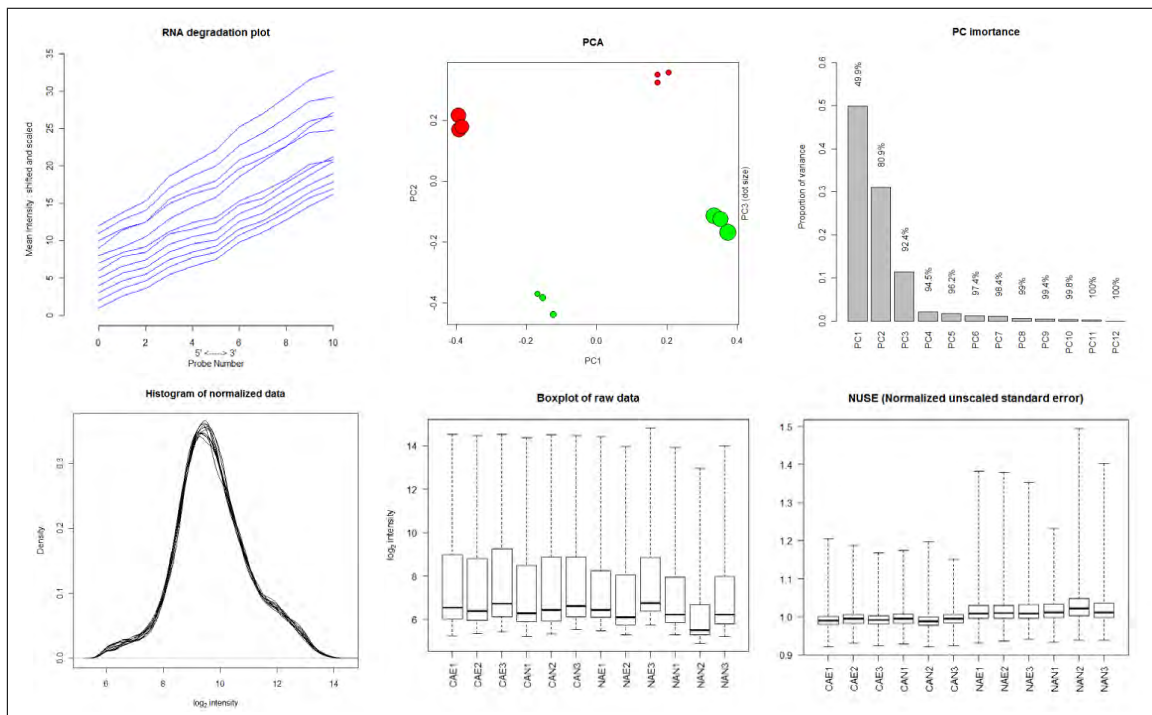 RNA degradation plot
Mean Intensity : shifted and scaled
35
30
25
20
15
10
5
0
0
2
4
6
8
10
5' <-----> 3'
Probe Number
PCA
PC2
0.2
0.0
-0.2
-0.4
-0.4
-0.2
0.0
0.2
0.4
PC1
PC3 (dot size)
PC imortance
Proportion of variance
0.6
0.5
0.4
0.3
0.2
0.1
0.0
49.9%
80.9%
92.4%
94.5%
96.2%
97.4%
98.4%
99%
99.4%
99.8%
100%
100%
PC1
PC2
PC3
PC4
PC5
PC6
PC7
PC8
PC9
PC10
PC11
PC12
Histogram of normalized data
Density
0.3
0.2
0.1
0.0
6
8
10
12
14
log2 intensity
Boxplot of raw data
log2 intensity
14
12
10
8
6
CAE1
CAE2
CAE3
CAN1
CAN2
CAN3
NAE1
NAE2
NAE3
NAN1
NAN2
NAN3
NUSE (Normalized unscaled standard error)
1.5
1.4
1.3
1.2
1.1
1.0
0.9
CAE1
CAE2
CAE3
CAN1
CAN2
CAN3
NAE1
NAE2
NAE3
NAN1
NAN2
NAN3